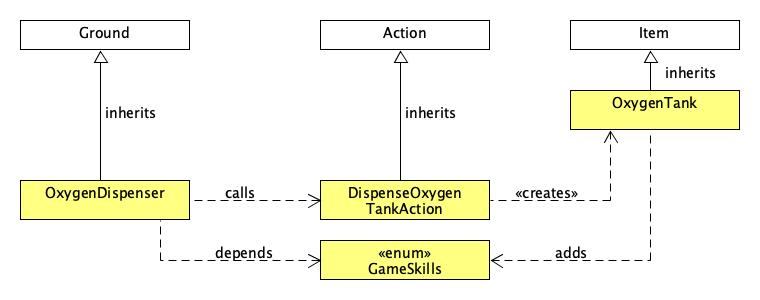 Ground
Action
Item
inherits
OxygenTank
inherits
inherits
OxygenDispenser
calls
DispenseOxygen
TankAction
«creates»
depends
«enum»
GameSkills
adds